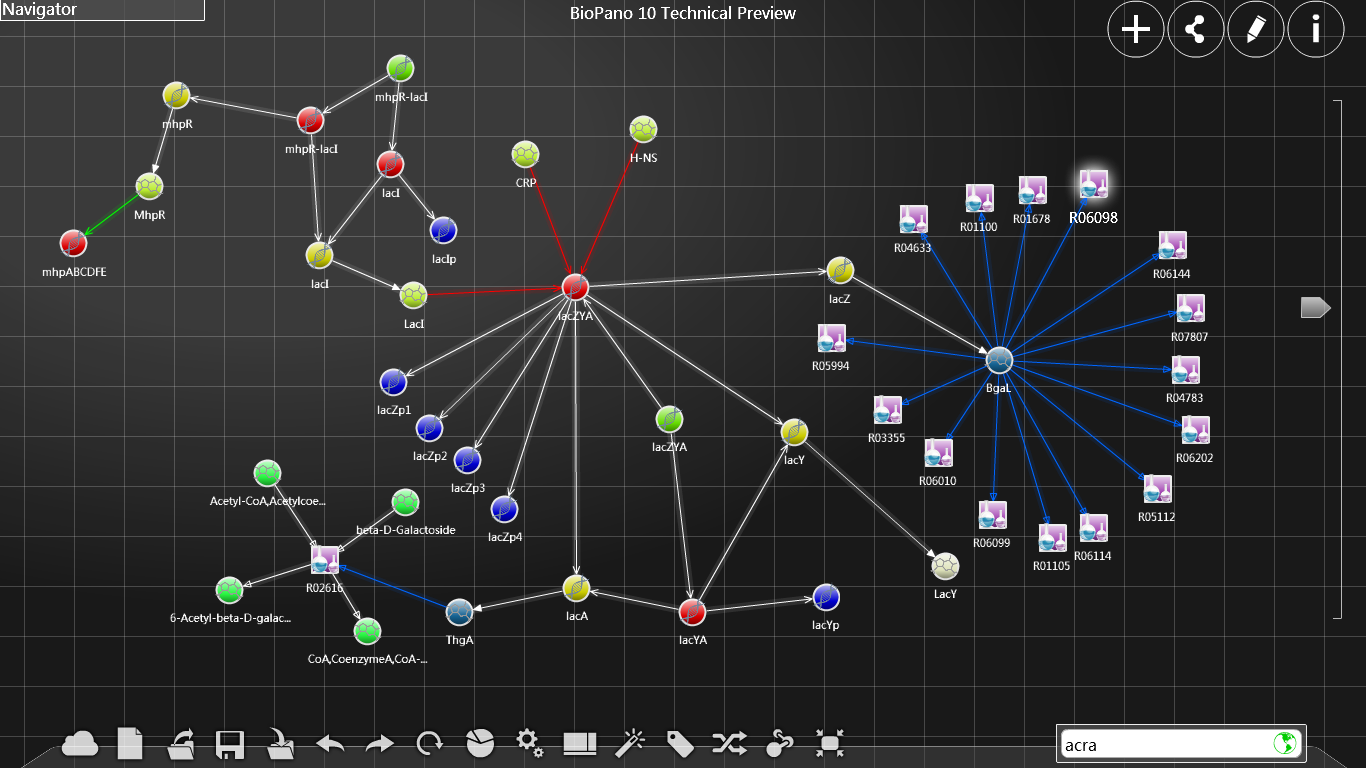 Navigator
BioPano 10 Technical Preview
mhpR-lacI
mhpR
mhpR-lacI
H-NS
CRP
lacI
MhpR
R06098
R01678
R01100
R04633
lacIp
mhpABCDFE
R06144
lacI
lacZ
LacI
lacZYA
R07807
R05994
BgaL
R04783
lacZp1
R03355
lacZYA
lacZp2
lacY
R06202
R06010
lacZp3
Acetyl-CoA,Acetylcoe...
beta-D-Galactoside
lacZp4
R05112
R06099
R06114
R01105
R02616
LacY
6-Acetyl-beta-D-galac...
lacA
lacYp
ThgA
lacYA
CoA,CoenzymeA,CoA-...
acra